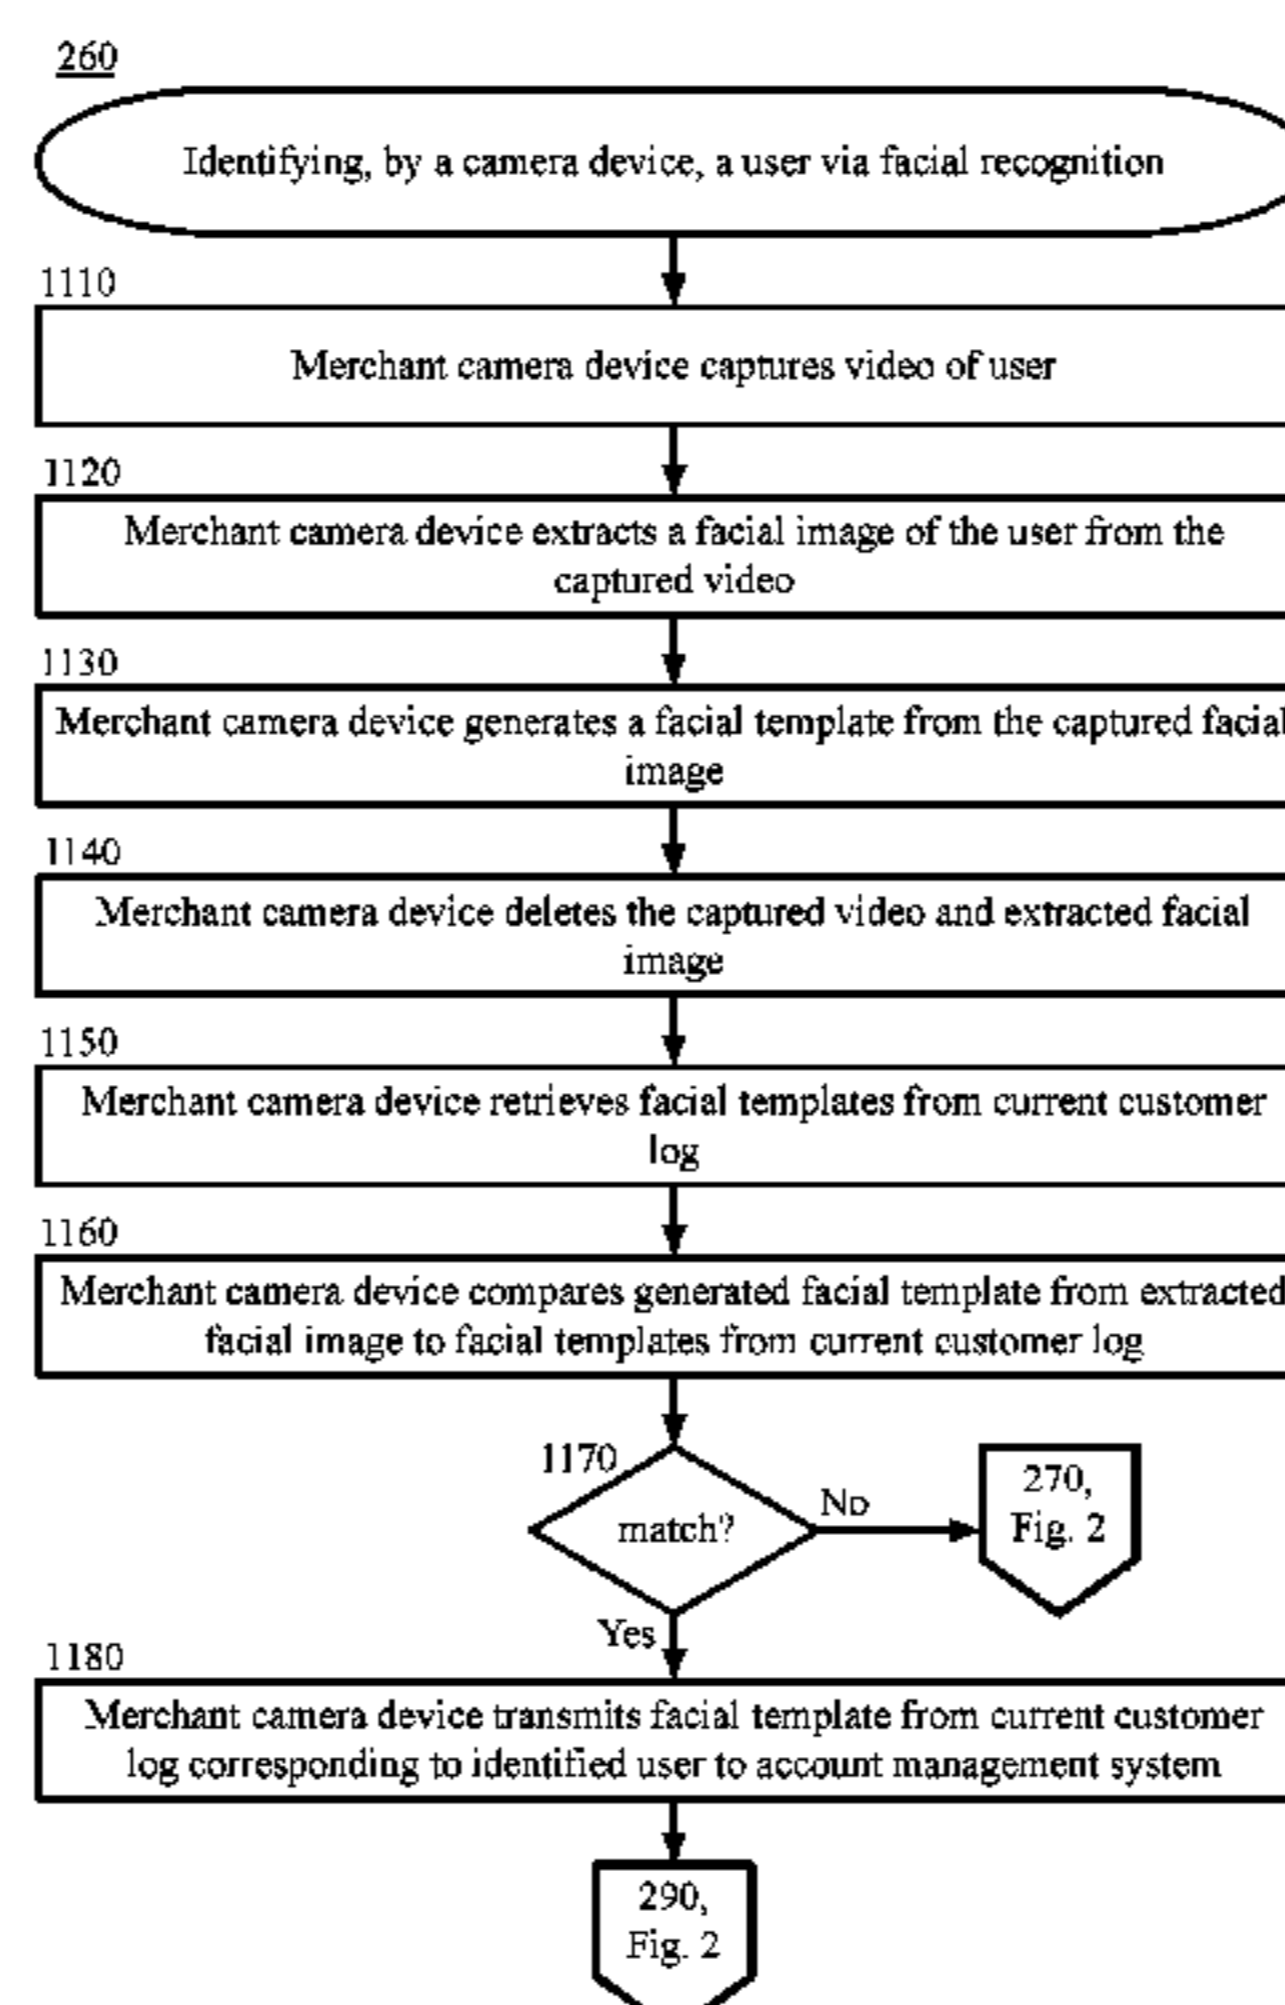 260
Identifying, by a camera device, a user via facial recognition
1110
Merchant camera device captures video of user
1120
Merchant camera device extracts a facial image of the user from the
captured video
1130
Merchant camera device generates a facial template from the captured facial
image
1140
Merchant camera device deletes the captured video and extracted facial
image
1150
Merchant camera device retrieves facial templates from current customer
log
1160
Merchant camera device compares generated facial template from extracted
facial image to facial templates from current customer log
1170
match?
No
270,
Fig. 2
Yes
1180
Merchant camera device transmits facial template from current customer
log corresponding to identified user to account management system
290,
Fig. 2